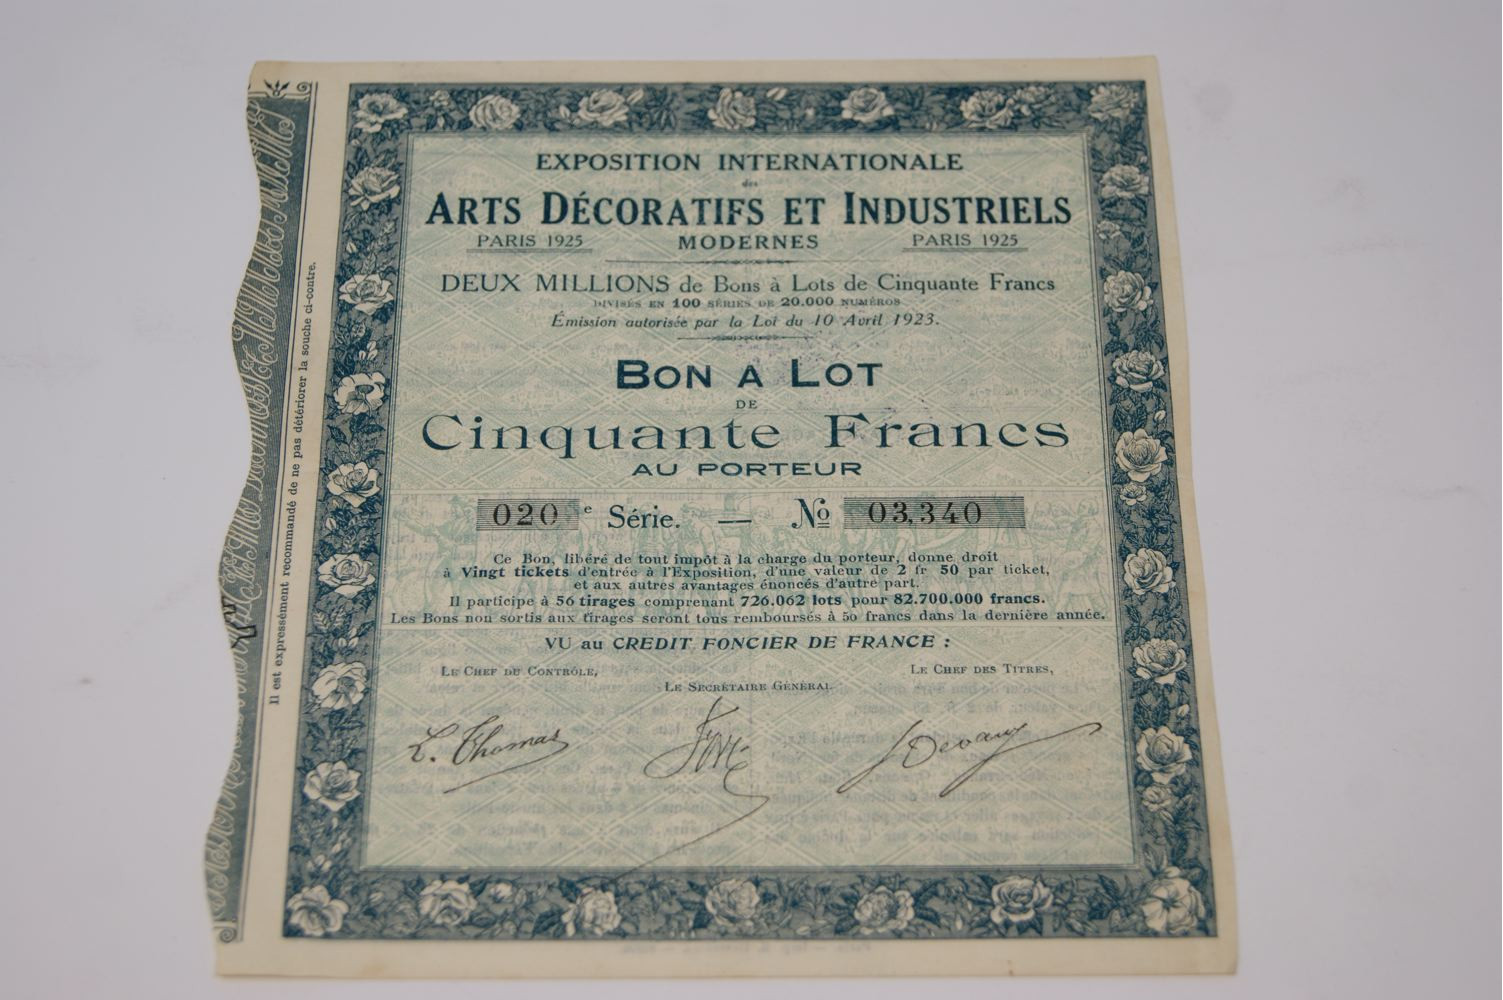 EXPOSITION INTERNATIONALE
des
ARTS DÉCORATIFS ET INDUSTRIELS
PARIS 1925 MODERNES PARIS 1925
DEUX MILLIONS de Bons à Lots de Cinquante Francs
DIVISÉS EN 100 SÉRIES DE 20.000 NUMÉROS
Émission autorisée par la Loi du 10 Avril 1923.
BON A LOT
DE
Cinquante Francs
AU PORTEUR
020e Série. — No 03,340
Ce Bon, libéré de tout impôt à la charge du porteur, donne droit
à Vingt tickets d'entrée à l'Exposition, d'une valeur de 2 fr 50 par ticket,
et aux autres avantages énoncés d'autre part.
Il participe à 56 tirages comprenant 726.062 lots pour 82.700.000 francs.
Les Bons non sortis aux tirages seront tous remboursés à 50 francs dans la dernière année.
VU au CREDIT FONCIER DE FRANCE :
LE CHEF DU CONTRÔLE, LE CHEF DES TITRES,
LE SECRÉTAIRE GÉNÉRAL
L. Thomas
Il est expressément recommandé de ne pas détériorer la souche ci-contre.